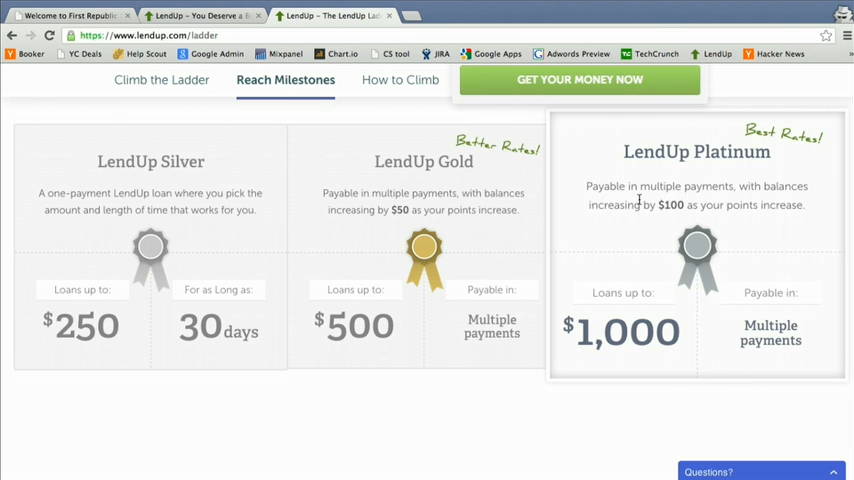 Welcome to First Republic
LendUp – You Deserve a B
LendUp – The LendUp Lad
https://www.lendup.com/ladder
Booker
YC Deals
Help Scout
Google Admin
Mixpanel
Chart.io
CS tool
JIRA
Google Apps
Adwords Preview
TechCrunch
LendUp
Hacker News
Climb the Ladder
Reach Milestones
How to Climb
GET YOUR MONEY NOW
LendUp Silver
A one-payment LendUp loan where you pick the
amount and length of time that works for you.
Loans up to:
$250
For as Long as:
30 days
Better Rates!
LendUp Gold
Payable in multiple payments, with balances
increasing by $50 as your points increase.
Loans up to:
$500
Payable in:
Multiple
payments
Best Rates!
LendUp Platinum
Payable in multiple payments, with balances
increasing by $100 as your points increase.
Loans up to:
$1,000
Payable in:
Multiple
payments
Questions?